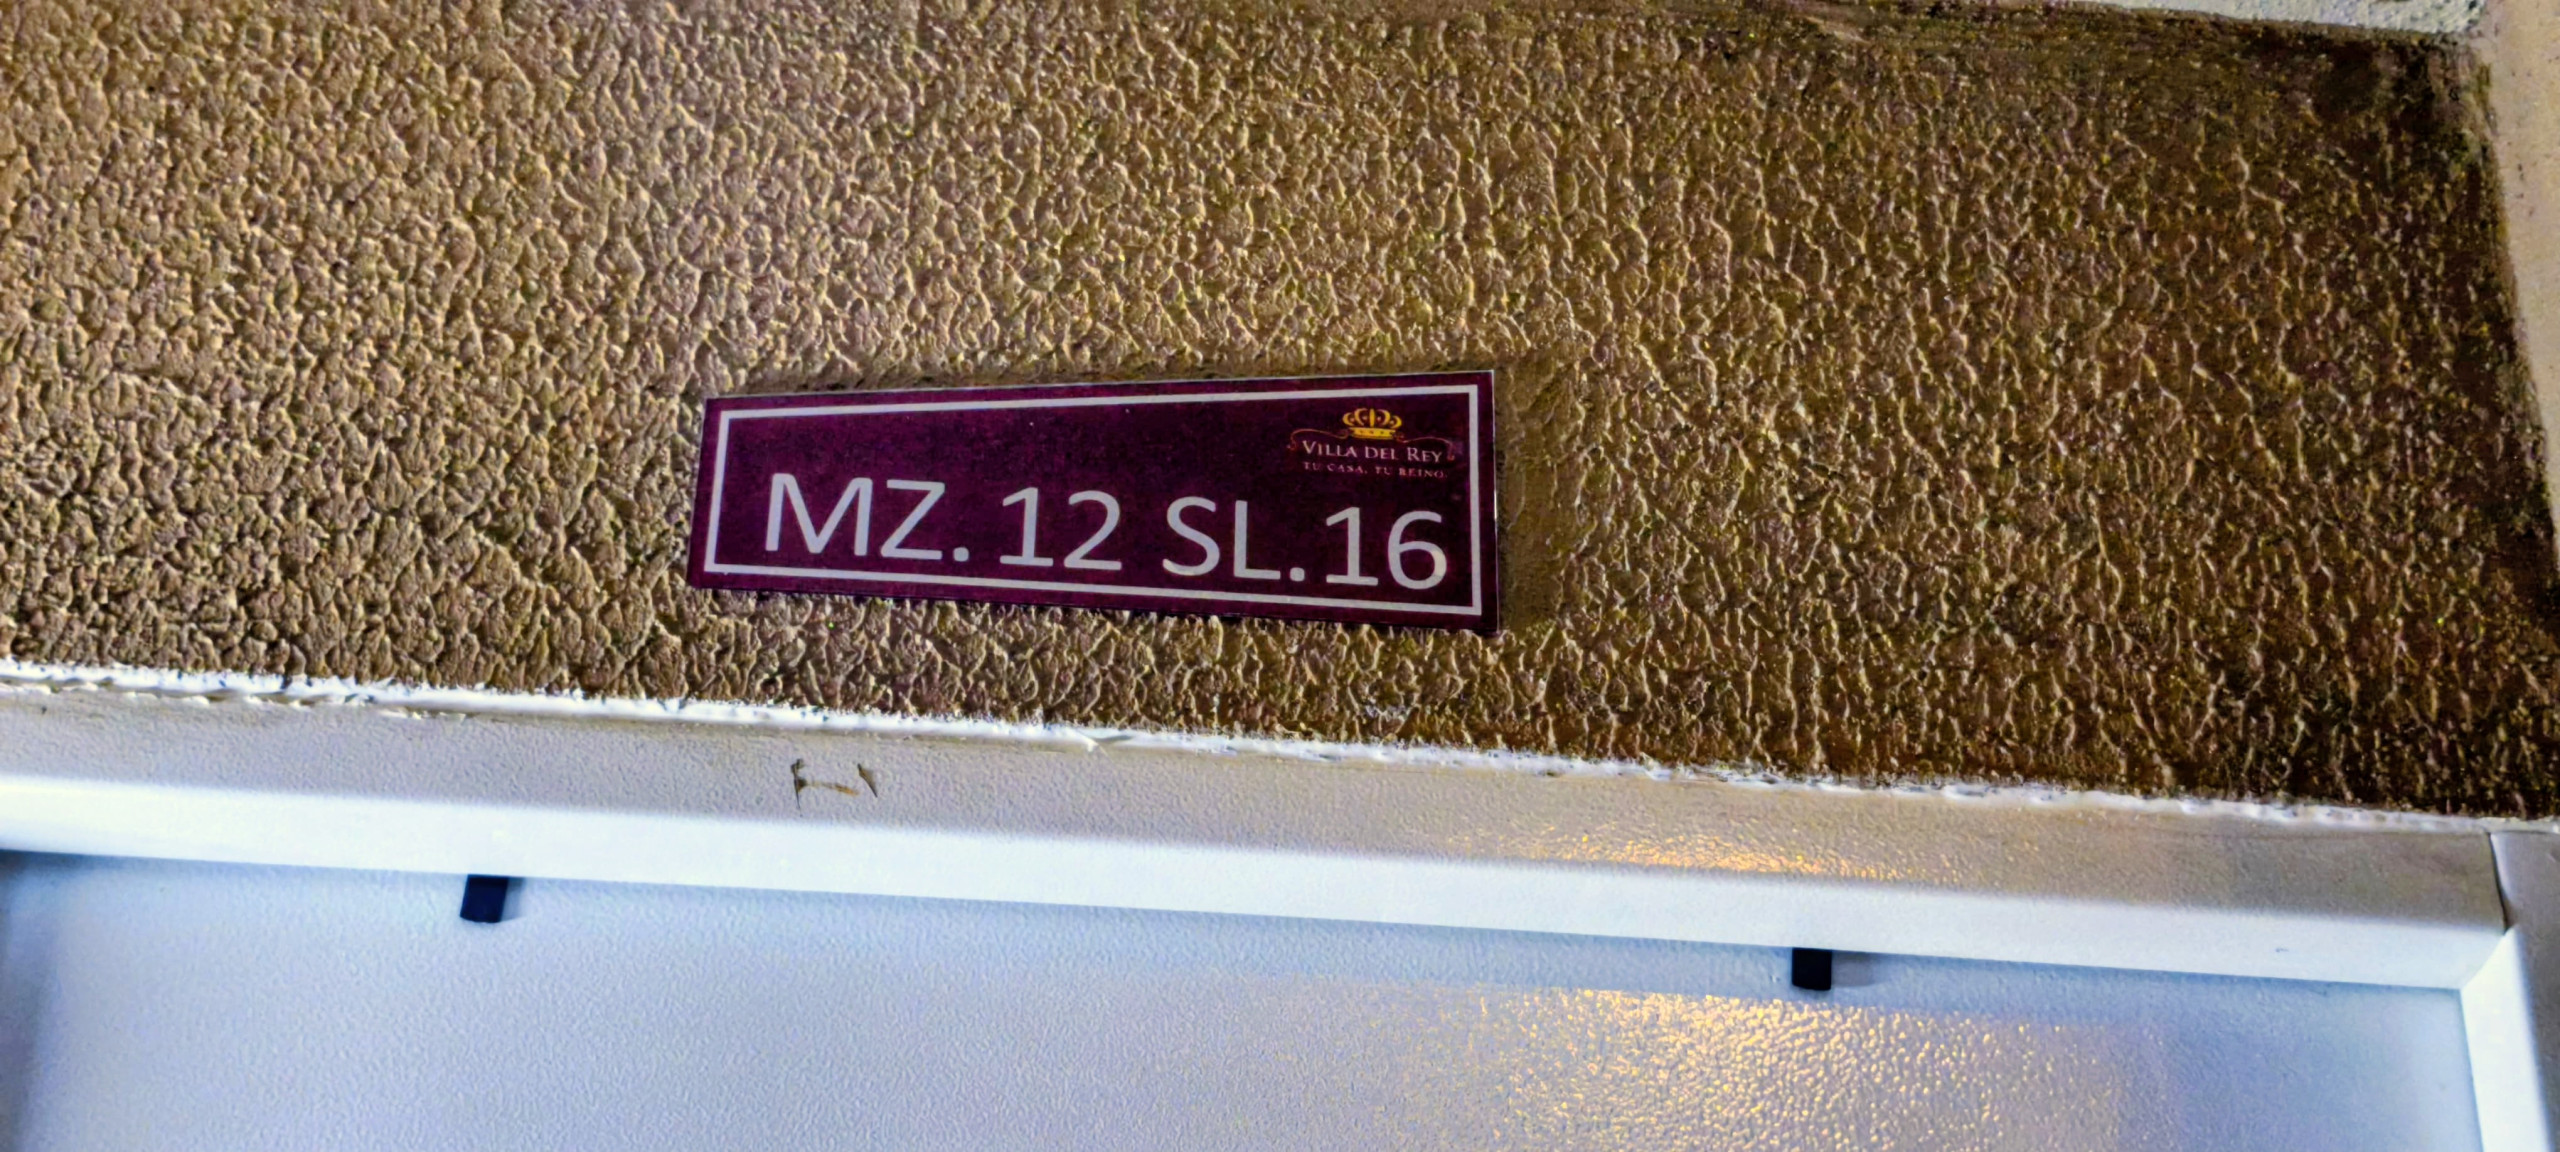 VILLA DEL REY
TU CASA, TU REINO.
MZ. 12 SL.16